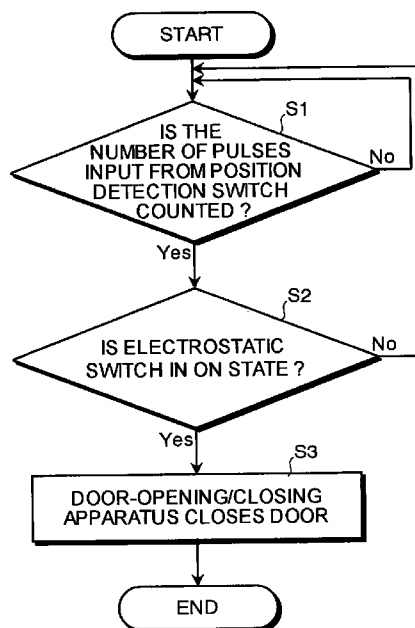 START
S1
IS THE
NUMBER OF PULSES
INPUT FROM POSITION
DETECTION SWITCH
COUNTED ?
No
Yes
S2
IS ELECTROSTATIC
SWITCH IN ON STATE ?
No
Yes
S3
DOOR-OPENING/CLOSING
APPARATUS CLOSES DOOR
END